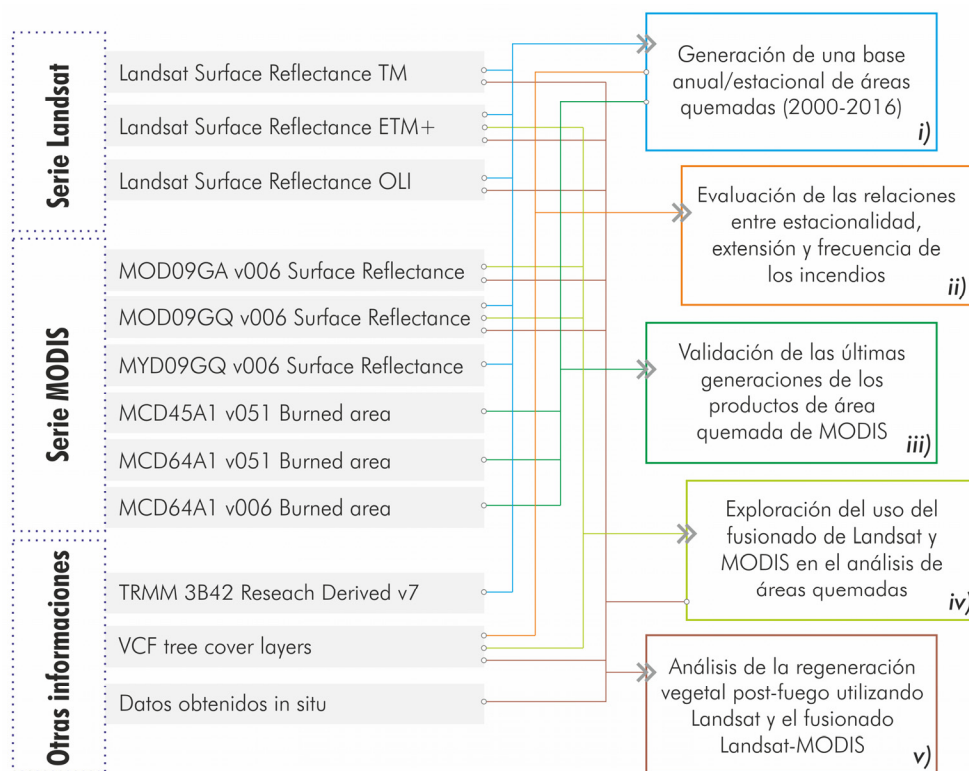 Serie Landsat
Landsat Surface Reflectance TM
Landsat Surface Reflectance ETM+
Landsat Surface Reflectance OLI
Serie MODIS
MOD09GA v006 Surface Reflectance
MOD09GQ v006 Surface Reflectance
MYD09GQ v006 Surface Reflectance
MCD45A1 v051 Burned area
MCD64A1 v051 Burned area
MCD64A1 v006 Burned area
Otras informaciones
TRMM 3B42 Reseach Derived v7
VCF tree cover layers
Datos obtenidos in situ
Generación de una base
anual/estacional de áreas
quemadas (2000-2016)
i)
Evaluación de las relaciones
entre estacionalidad,
extensión y frecuencia de
los incendios
ii)
Validación de las últimas
generaciones de los
productos de área
quemada de MODIS
iii)
Exploración del uso del
fusionado de Landsat y
MODIS en el análisis de
áreas quemadas
iv)
Análisis de la regeneración
vegetal post-fuego utilizando
Landsat y el fusionado
Landsat-MODIS
v)